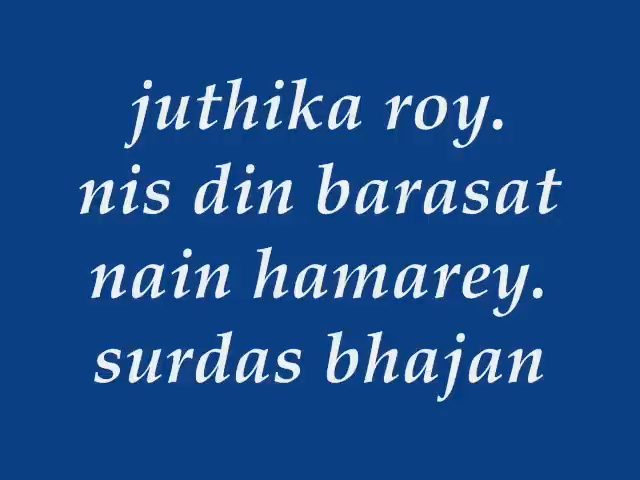 juthika roy.
nis din barasat
nain hamarey.
surdas bhajan